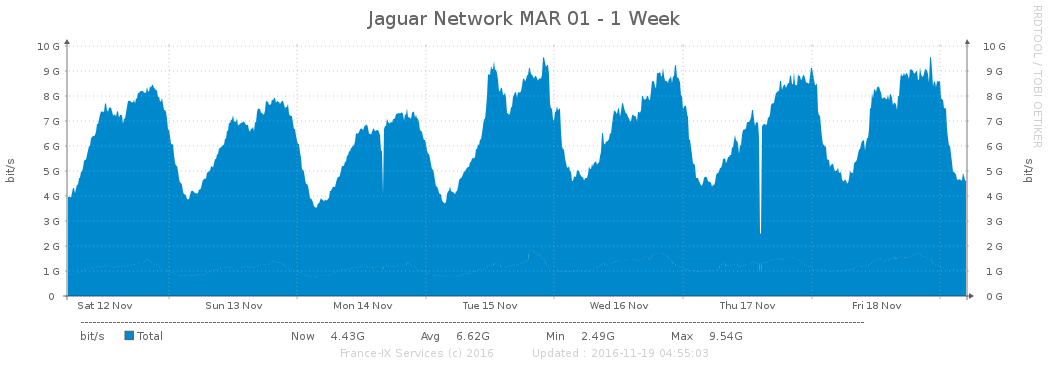 Jaguar Network MAR 01 - 1 Week
RRDTOOL / TOBI OETIKER
bit/s
bit/s
10 G 10 G
9 G 9 G
8 G 8 G
7 G 7 G
6 G 6 G
5 G 5 G
4 G 4 G
3 G 3 G
2 G 2 G
1 G 1 G
0 0 G
Sat 12 Nov Sun 13 Nov Mon 14 Nov Tue 15 Nov Wed 16 Nov Thu 17 Nov Fri 18 Nov
bit/s Total Now 4.43G Avg 6.62G Min 2.49G Max 9.54G
France-IX Services (c) 2016 Updated : 2016-11-19 04:55:03